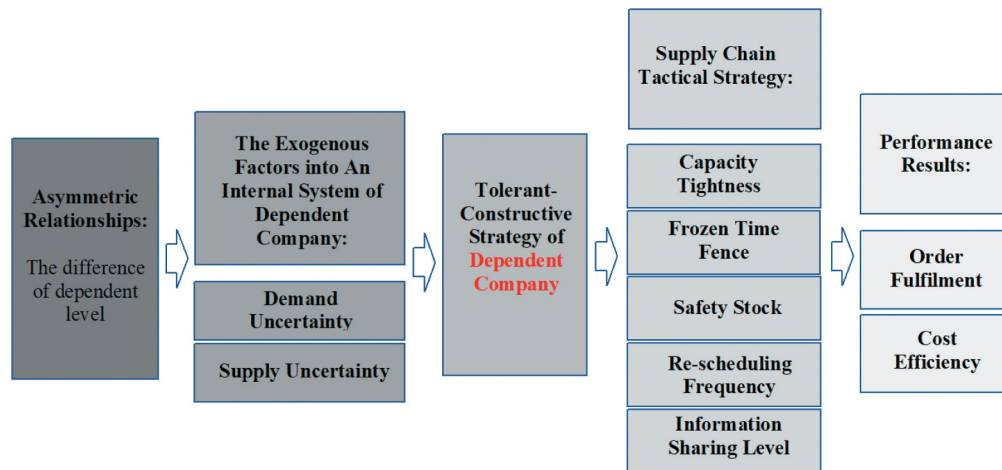 Asymmetric
Relationships:
The difference
of dependent
level
The Exogenous
Factors into An
Internal System of
Dependent
Company:
Demand
Uncertainty
Supply Uncertainty
Tolerant-
Constructive
Strategy of
Dependent
Company
Supply Chain
Tactical Strategy:
Capacity
Tightness
Frozen Time
Fence
Safety Stock
Re-scheduling
Frequency
Information
Sharing Level
Performance
Results:
Order
Fulfilment
Cost
Efficiency